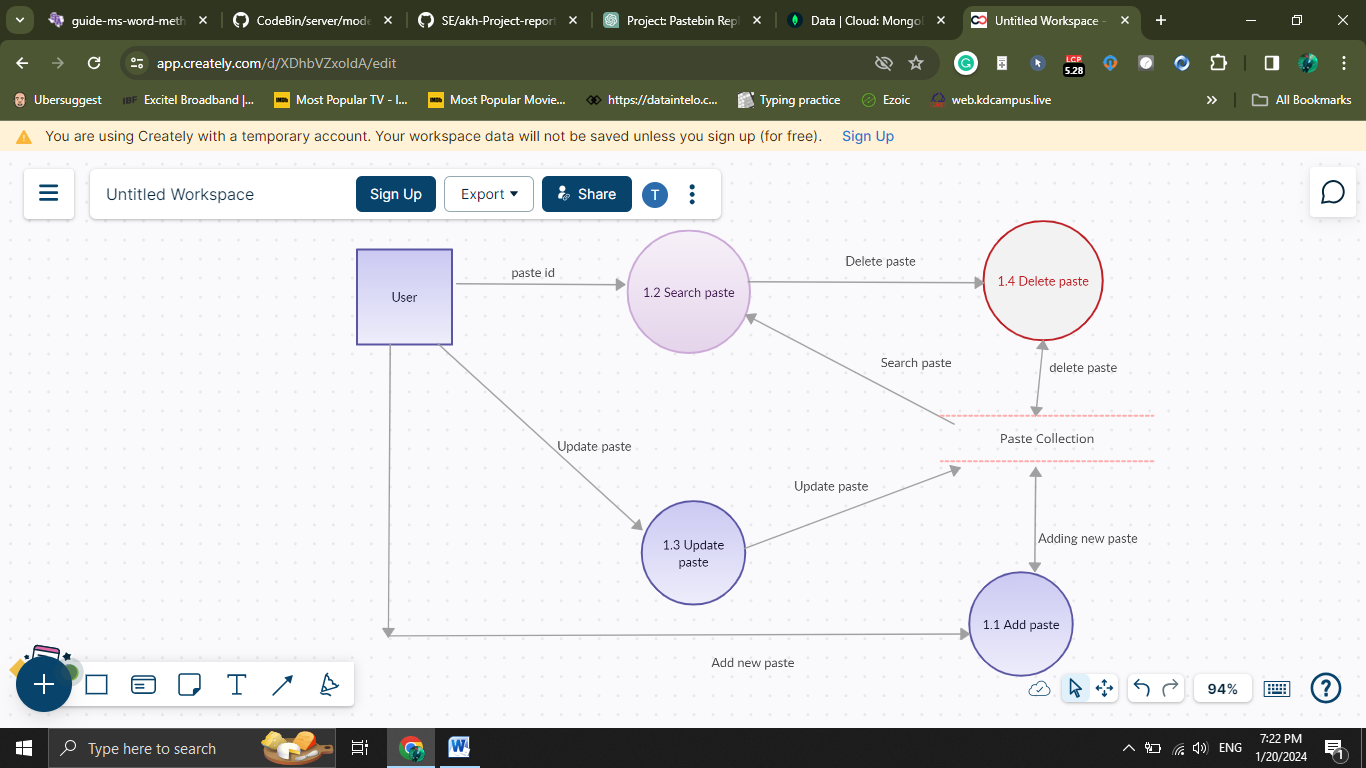 guide-ms-word-meth
CodeBin/server/mode
SE/akh-Project-report
Project: Pastebin Repl
Data | Cloud: Mongo
Untitled Workspace -
app.creately.com/d/XDhbVZxoldA/edit
LCP
5.28
Ubersuggest
IBF Excitel Broadband |...
Most Popular TV - I...
Most Popular Movie...
https://dataintelo.c...
Typing practice
Ezoic
web.kdcampus.live
»
All Bookmarks
You are using Creately with a temporary account. Your workspace data will not be saved unless you sign up (for free). Sign Up
Untitled Workspace
Sign Up
Export
Share
T
User
paste id
1.2 Search paste
Delete paste
1.4 Delete paste
Search paste
delete paste
Paste Collection
Update paste
Update paste
1.3 Update
paste
Adding new paste
1.1 Add paste
Add new paste
T
94%
?
Type here to search
W
ENG
7:22 PM
1/20/2024
1